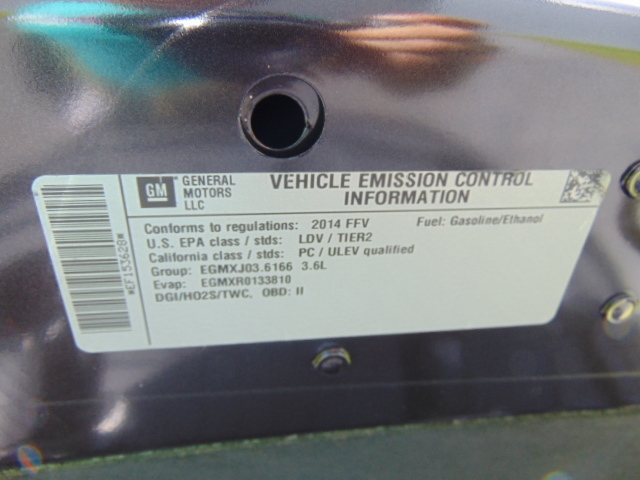 GM
GENERAL
MOTORS
LLC
VEHICLE EMISSION CONTROL
INFORMATION
Conforms to regulations: 2014 FFV Fuel: Gasoline/Ethanol
U.S. EPA class / stds: LDV / TIER2
California class / stds: PC / ULEV qualified
Group: EGMXJ03.6166 3.6L
Evap: EGMXR0133810
DGI/HO2S/TWC, OBD: II
*EF153628*